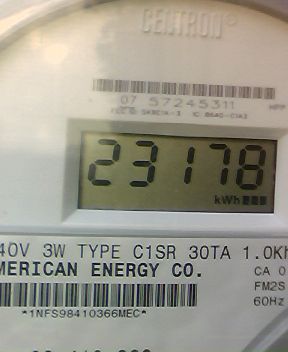 CENTRON®
07 57245311
23178
kWh
40V 3W TYPE C1SR 30TA 1.0Kh
MERICAN ENERGY CO.
CA 0
FM2S
60Hz
*1NFS98410366MEC*